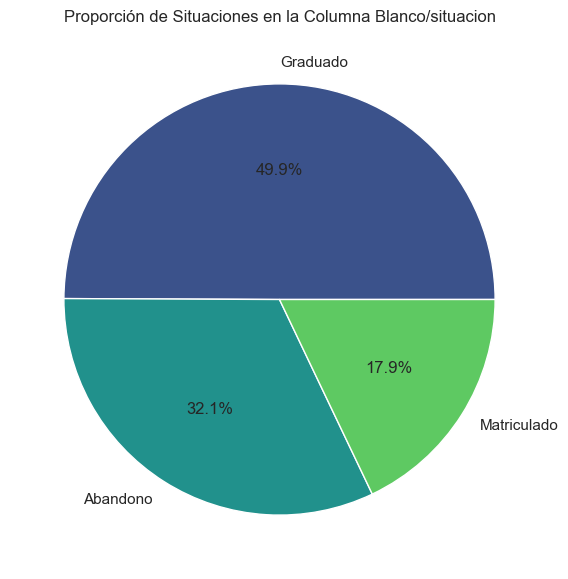 Proporción de Situaciones en la Columna Blanco/situacion
Graduado
49.9%
17.9%
32.1%
Matriculado
Abandono